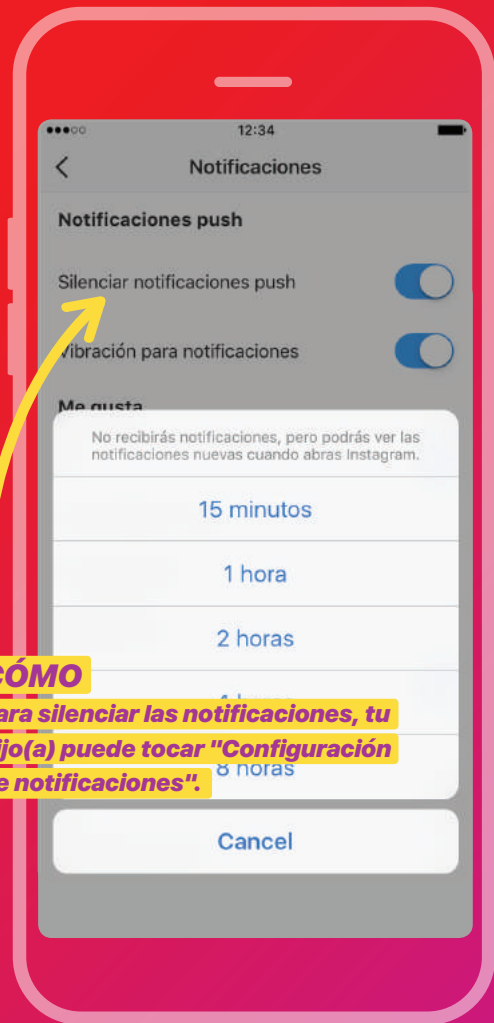 12:34
Notificaciones
Notificaciones push
Silenciar notificaciones push
Vibración para notificaciones
Me gusta
No recibirás notificaciones, pero podrás ver las
notificaciones nuevas cuando abras Instagram.
15 minutos
1 hora
2 horas
CÓMO
ara silenciar las notificaciones, tu
ijo(a) puede tocar "Configuración
e notificaciones".
8 horas
Cancel